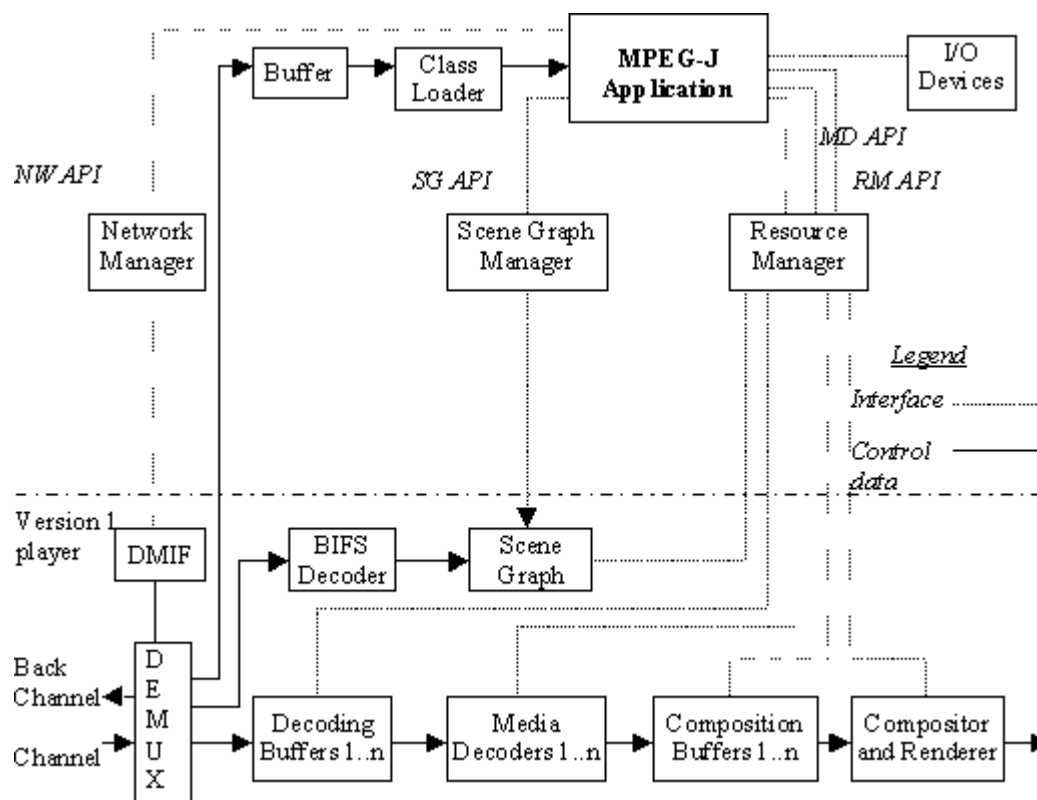 Buffer
Class
Loader
MPEG-J
Application
I/O
Devices
NW API
SG API
MD API
RM API
Network
Manager
Scene Graph
Manager
Resource
Manager
Legend
Interface
Control
data
Version 1
player
DMIF
BIFS
Decoder
Scene
Graph
Back
Channel
Channel
D
E
M
U
X
Decoding
Buffers 1..n
Media
Decoders 1..n
Composition
Buffers 1..n
Compositor
and Renderer